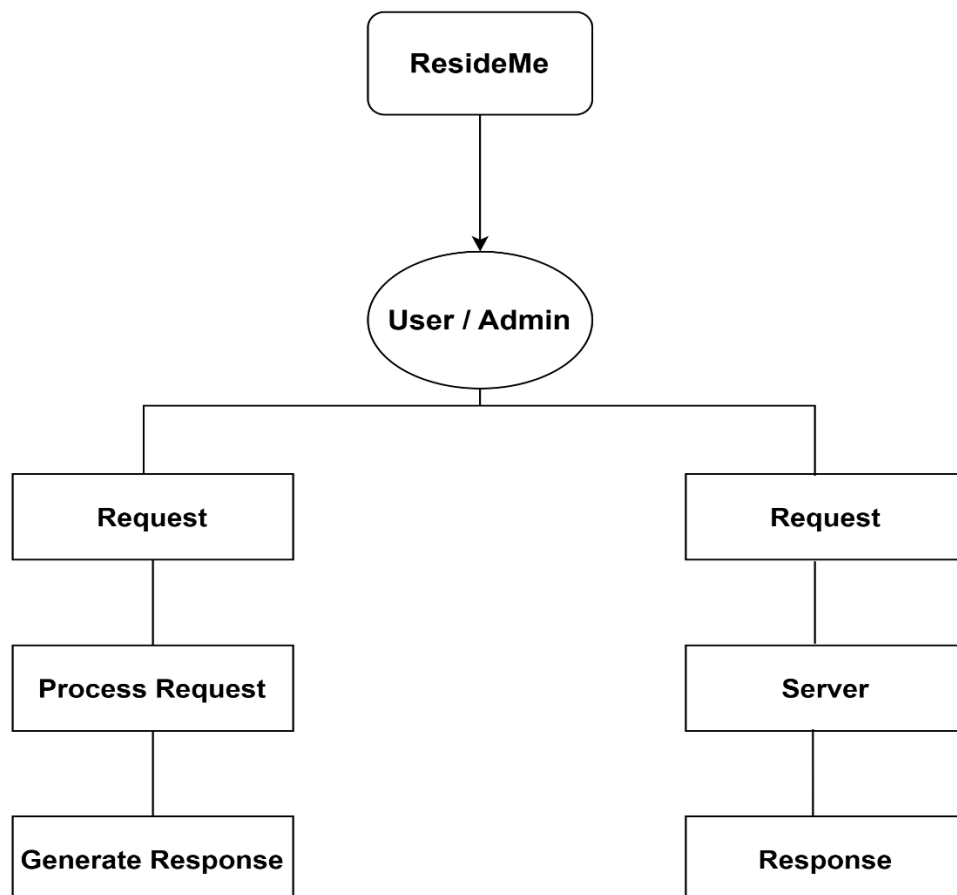 ResideMe
User / Admin
Request
Request
Process Request
Server
Generate Response
Response